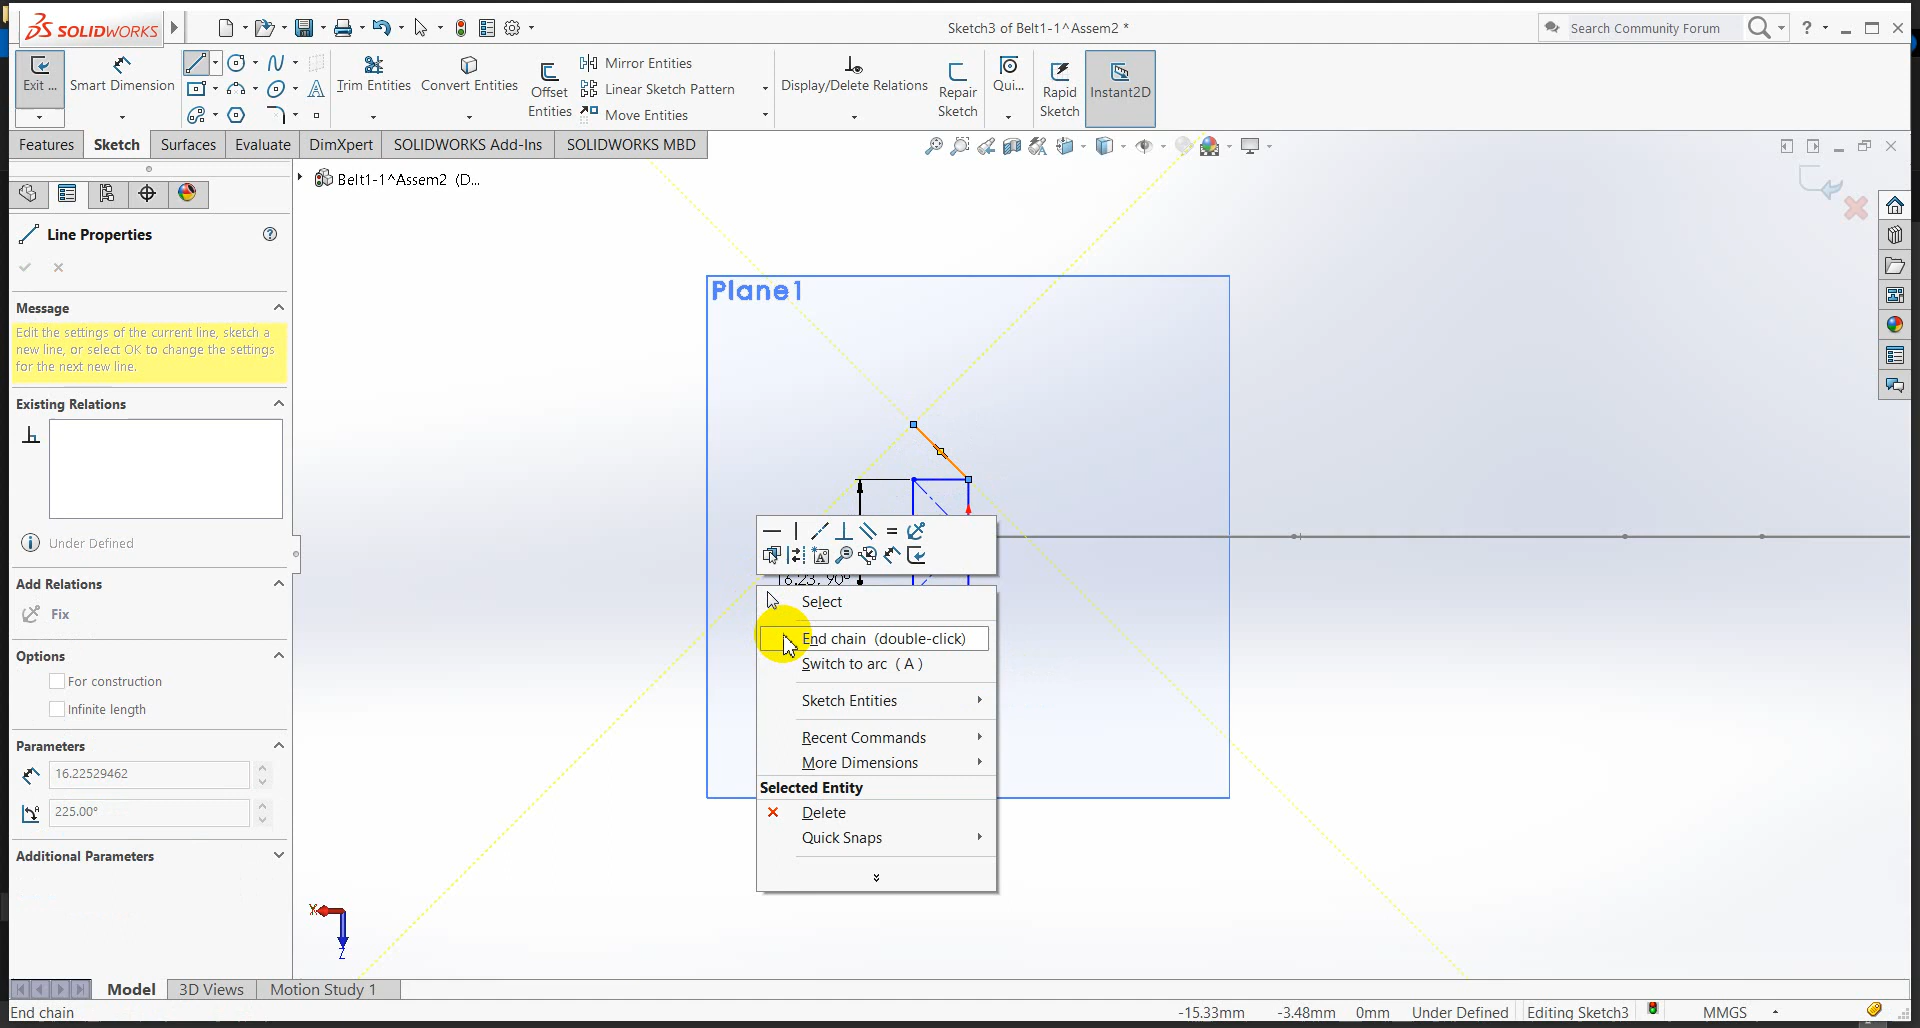 SOLIDWORKS
Sketch3 of Belt1-1^Assem2 *
Search Community Forum
?
Exit ...
Smart Dimension
Trim Entities
Convert Entities
Offset
Entities
Mirror Entities
Linear Sketch Pattern
Move Entities
Display/Delete Relations
Repair
Sketch
Qui...
Rapid
Sketch
Instant2D
Features
Sketch
Surfaces
Evaluate
DimXpert
SOLIDWORKS Add-Ins
SOLIDWORKS MBD
Belt1-1^Assem2 (D...
Line Properties
Message
Edit the settings of the current line, sketch a
new line, or select OK to change the settings
for the next new line.
Existing Relations
Under Defined
Add Relations
Fix
Options
For construction
Infinite length
Parameters
16.22529462
225.00°
Additional Parameters
Plane1
16.23, 90°
Select
End chain (double-click)
Switch to arc ( A )
Sketch Entities
Recent Commands
More Dimensions
Selected Entity
Delete
Quick Snaps
X
Z
Model
3D Views
Motion Study 1
End chain
-15.33mm
-3.48mm
0mm
Under Defined
Editing Sketch3
MMGS